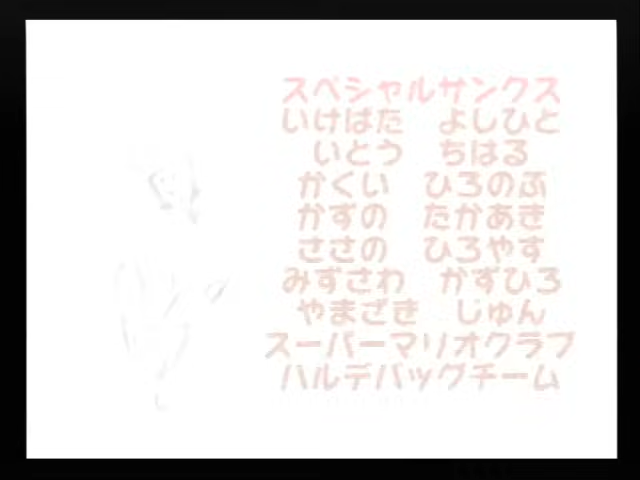 スペシャルサンクス
いけはた よしひと
いとう ちはる
かくい ひろのぶ
かずの たかあき
ささの ひろやす
みずさわ かずひろ
やまざき じゅん
スーパーマリオクラブ
ハルデバッグチーム